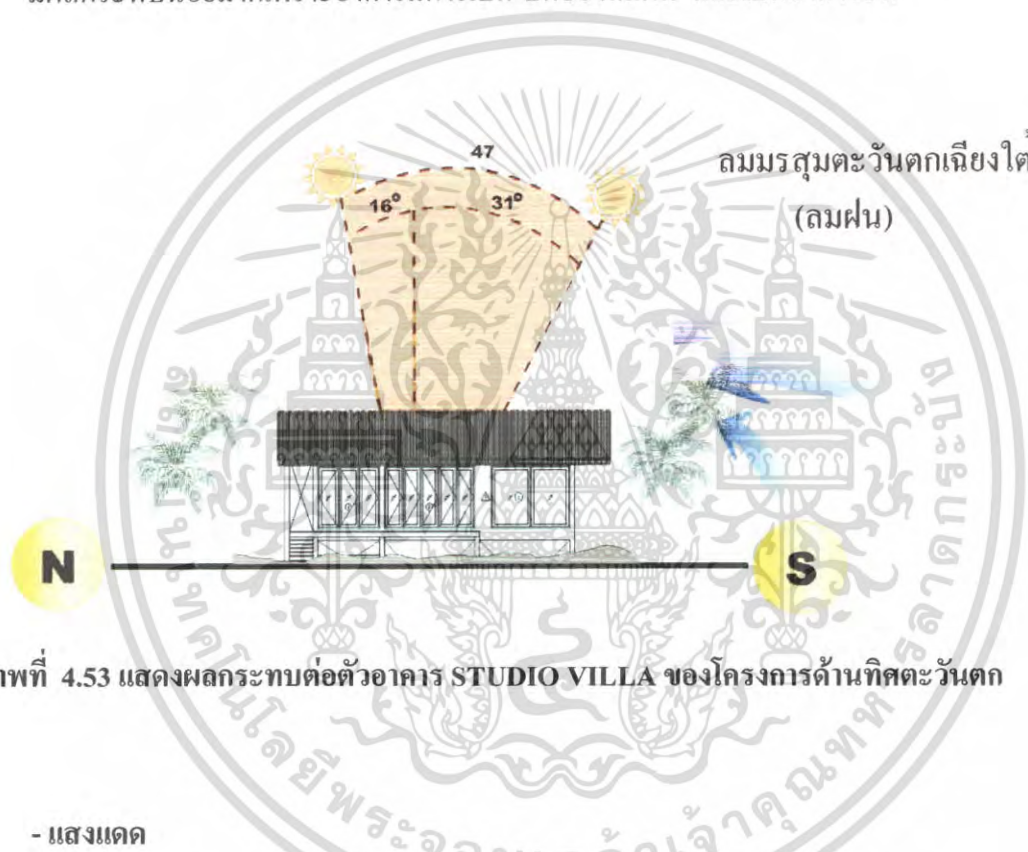 47
ลมมรสุมตะวันตกเฉียงใต้
16° 31°
(ลมฝน)
N S
ภาพที่ 4.53 แสดงผลกระทบต่อตัวอาคาร STUDIO VILLA ของโครงการด้านทิศตะวันตก
- แสงแดด